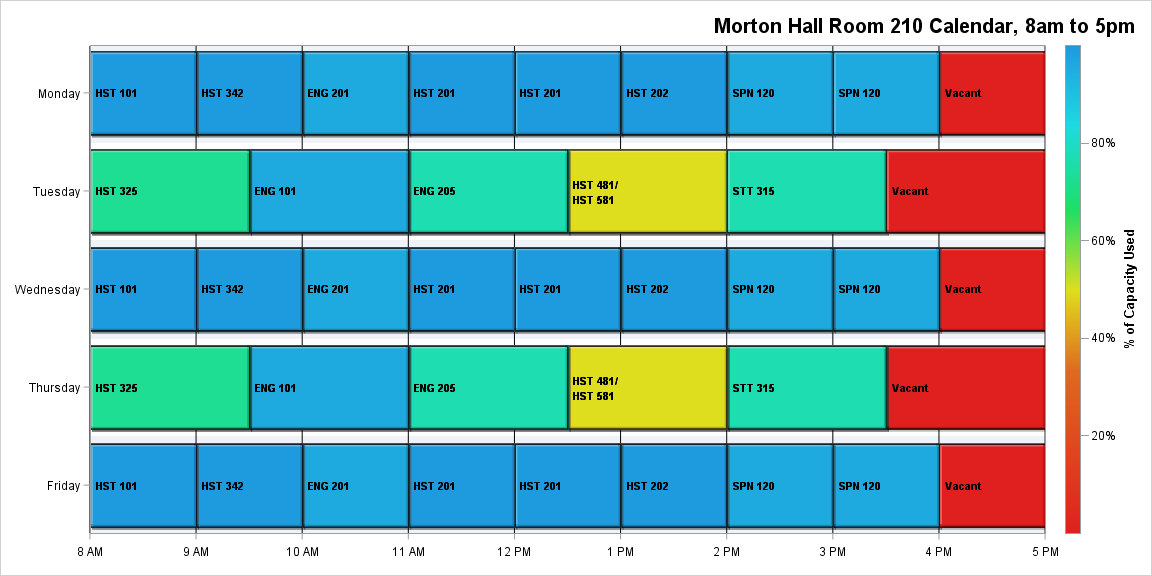 Morton Hall Room 210 Calendar, 8am to 5pm
Monday
HST 101
HST 342
ENG 201
HST 201
HST 201
HST 202
SPN 120
SPN 120
Vacant
Tuesday
HST 325
ENG 101
ENG 205
HST 481/
HST 581
STT 315
Vacant
Wednesday
HST 101
HST 342
ENG 201
HST 201
HST 201
HST 202
SPN 120
SPN 120
Vacant
Thursday
HST 325
ENG 101
ENG 205
HST 481/
HST 581
STT 315
Vacant
Friday
HST 101
HST 342
ENG 201
HST 201
HST 201
HST 202
SPN 120
SPN 120
Vacant
8 AM
9 AM
10 AM
11 AM
12 PM
1 PM
2 PM
3 PM
4 PM
5 PM
80%
60%
40%
20%
% of Capacity Used